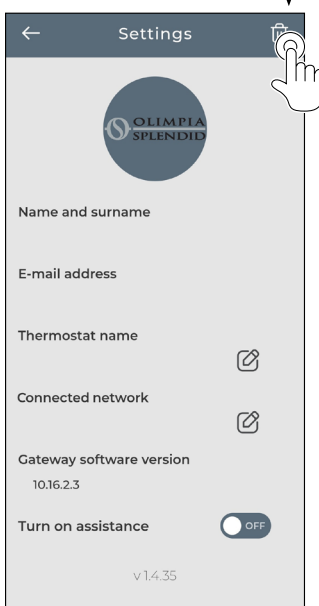 Settings
OLIMPIA
SPLENDID
Name and surname
E-mail address
Thermostat name
Connected network
Gateway software version
10.16.2.3
Turn on assistance
OFF
v 1.4.35